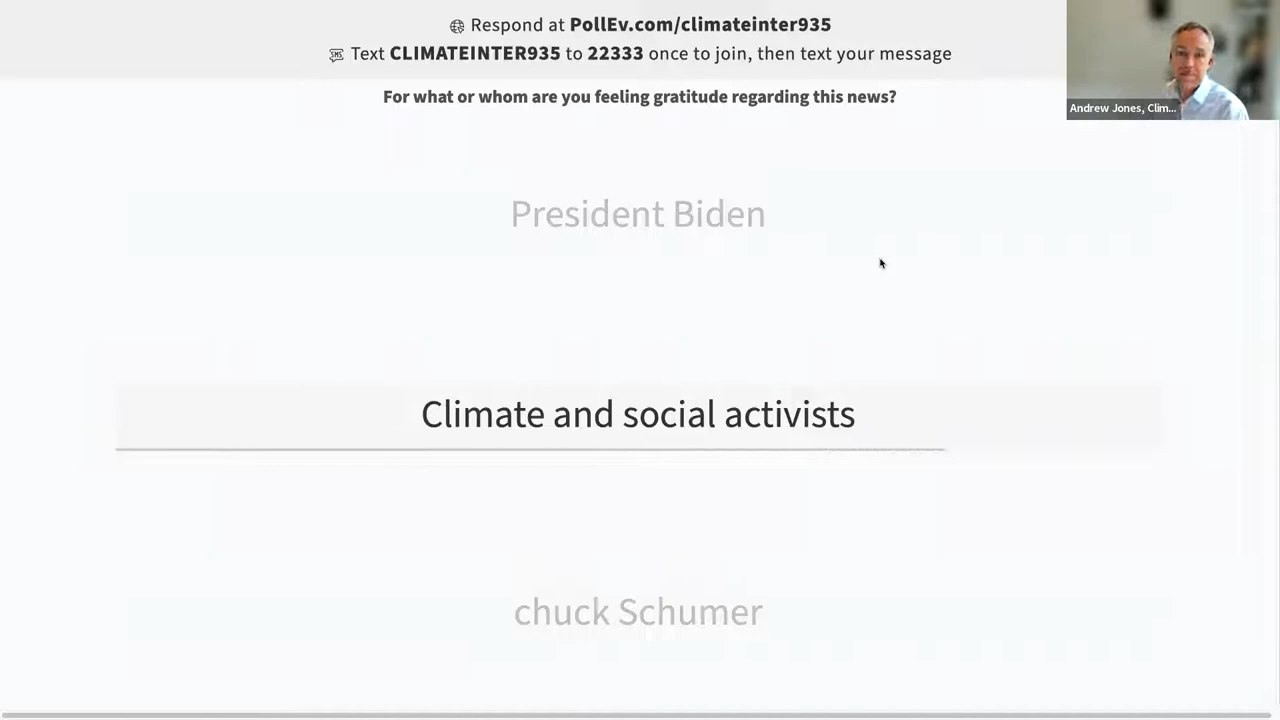 Respond at PollEv.com/climateinter935
Text CLIMATEINTER935 to 22333 once to join, then text your message
For what or whom are you feeling gratitude regarding this news?
Andrew Jones, Clim...
President Biden
Climate and social activists
chuck Schumer